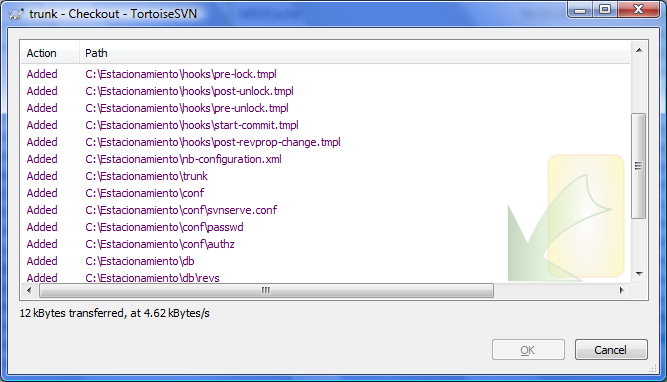 trunk - Checkout - TortoiseSVN
Action Path
Added C:\Estacionamiento\hooks\pre-lock.tmpl
Added C:\Estacionamiento\hooks\post-unlock.tmpl
Added C:\Estacionamiento\hooks\pre-unlock.tmpl
Added C:\Estacionamiento\hooks\start-commit.tmpl
Added C:\Estacionamiento\hooks\post-revprop-change.tmpl
Added C:\Estacionamiento\nb-configuration.xml
Added C:\Estacionamiento\trunk
Added C:\Estacionamiento\conf
Added C:\Estacionamiento\conf\svnserve.conf
Added C:\Estacionamiento\conf\passwd
Added C:\Estacionamiento\conf\authz
Added C:\Estacionamiento\db
Added C:\Estacionamiento\db\revs
12 kBytes transferred, at 4.62 kBytes/s
OK Cancel